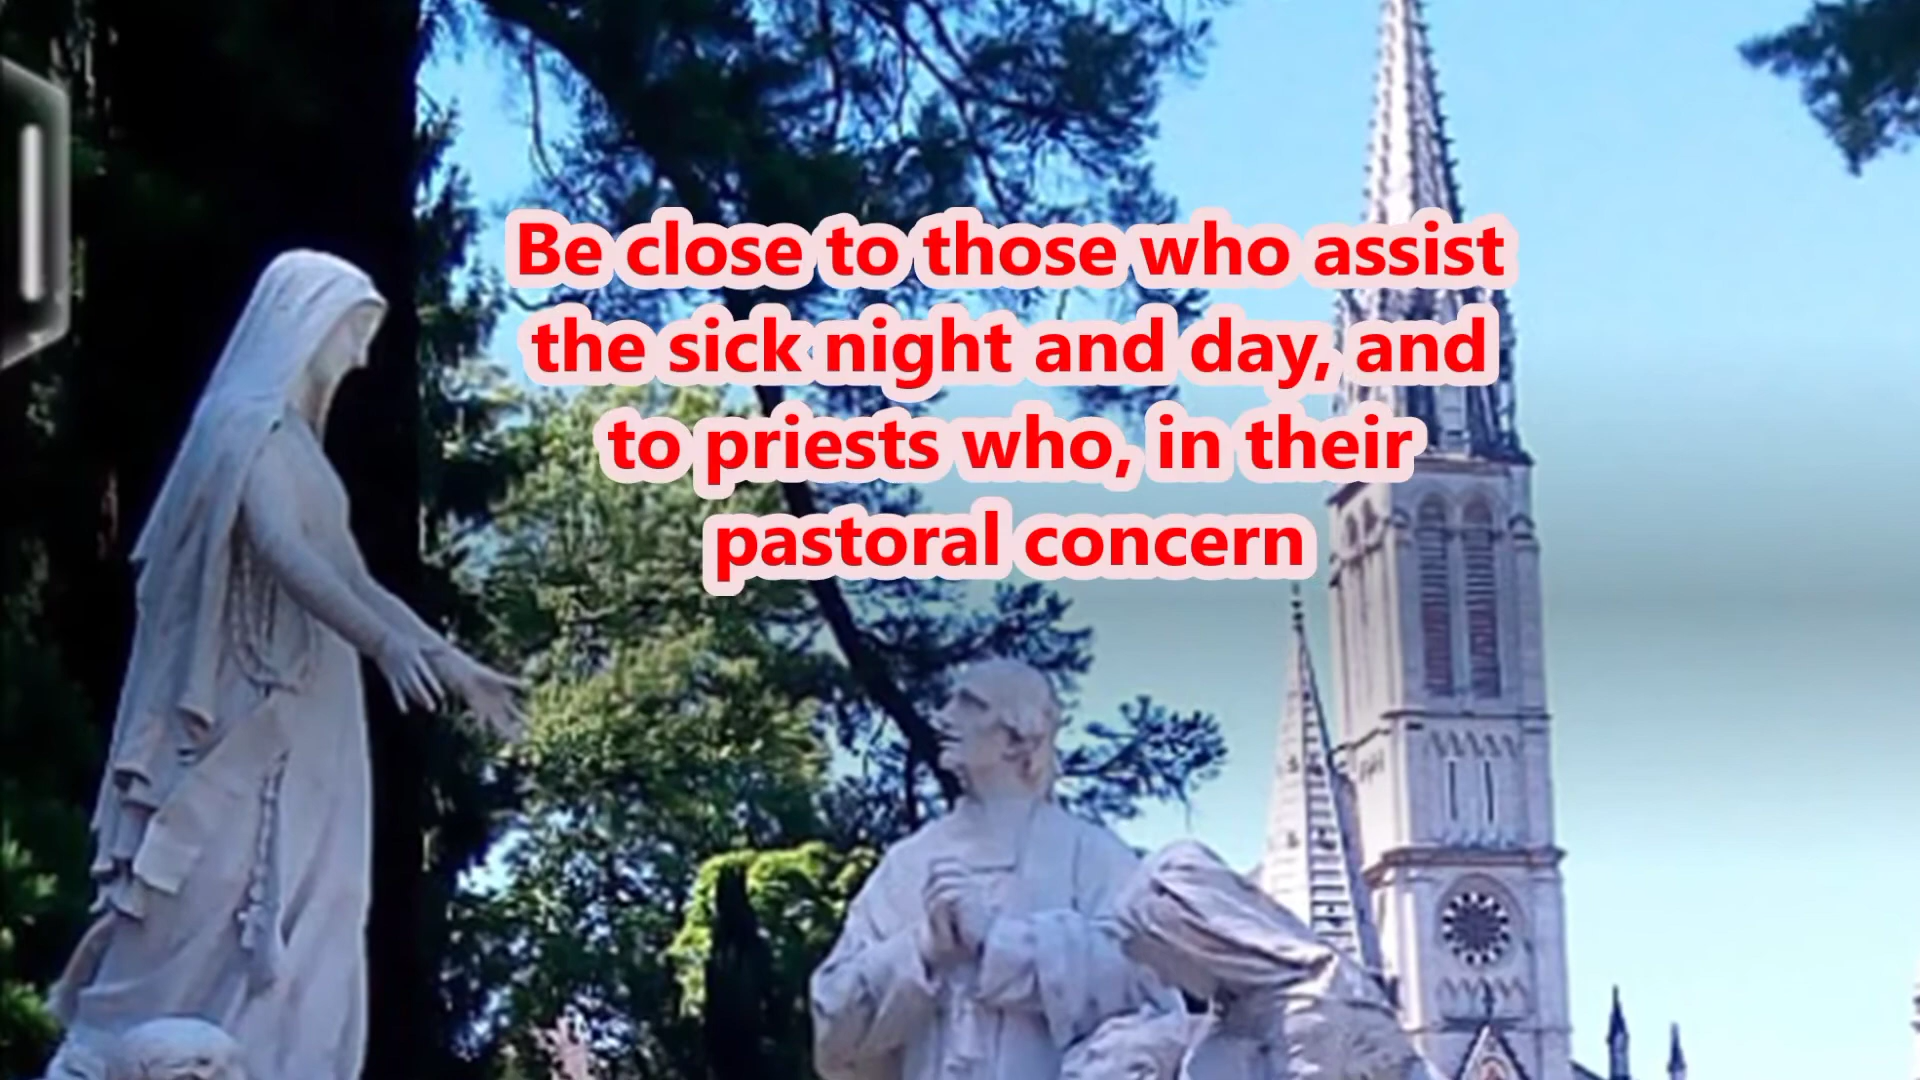 Be close to those who assist
the sick night and day, and
to priests who, in their
pastoral concern